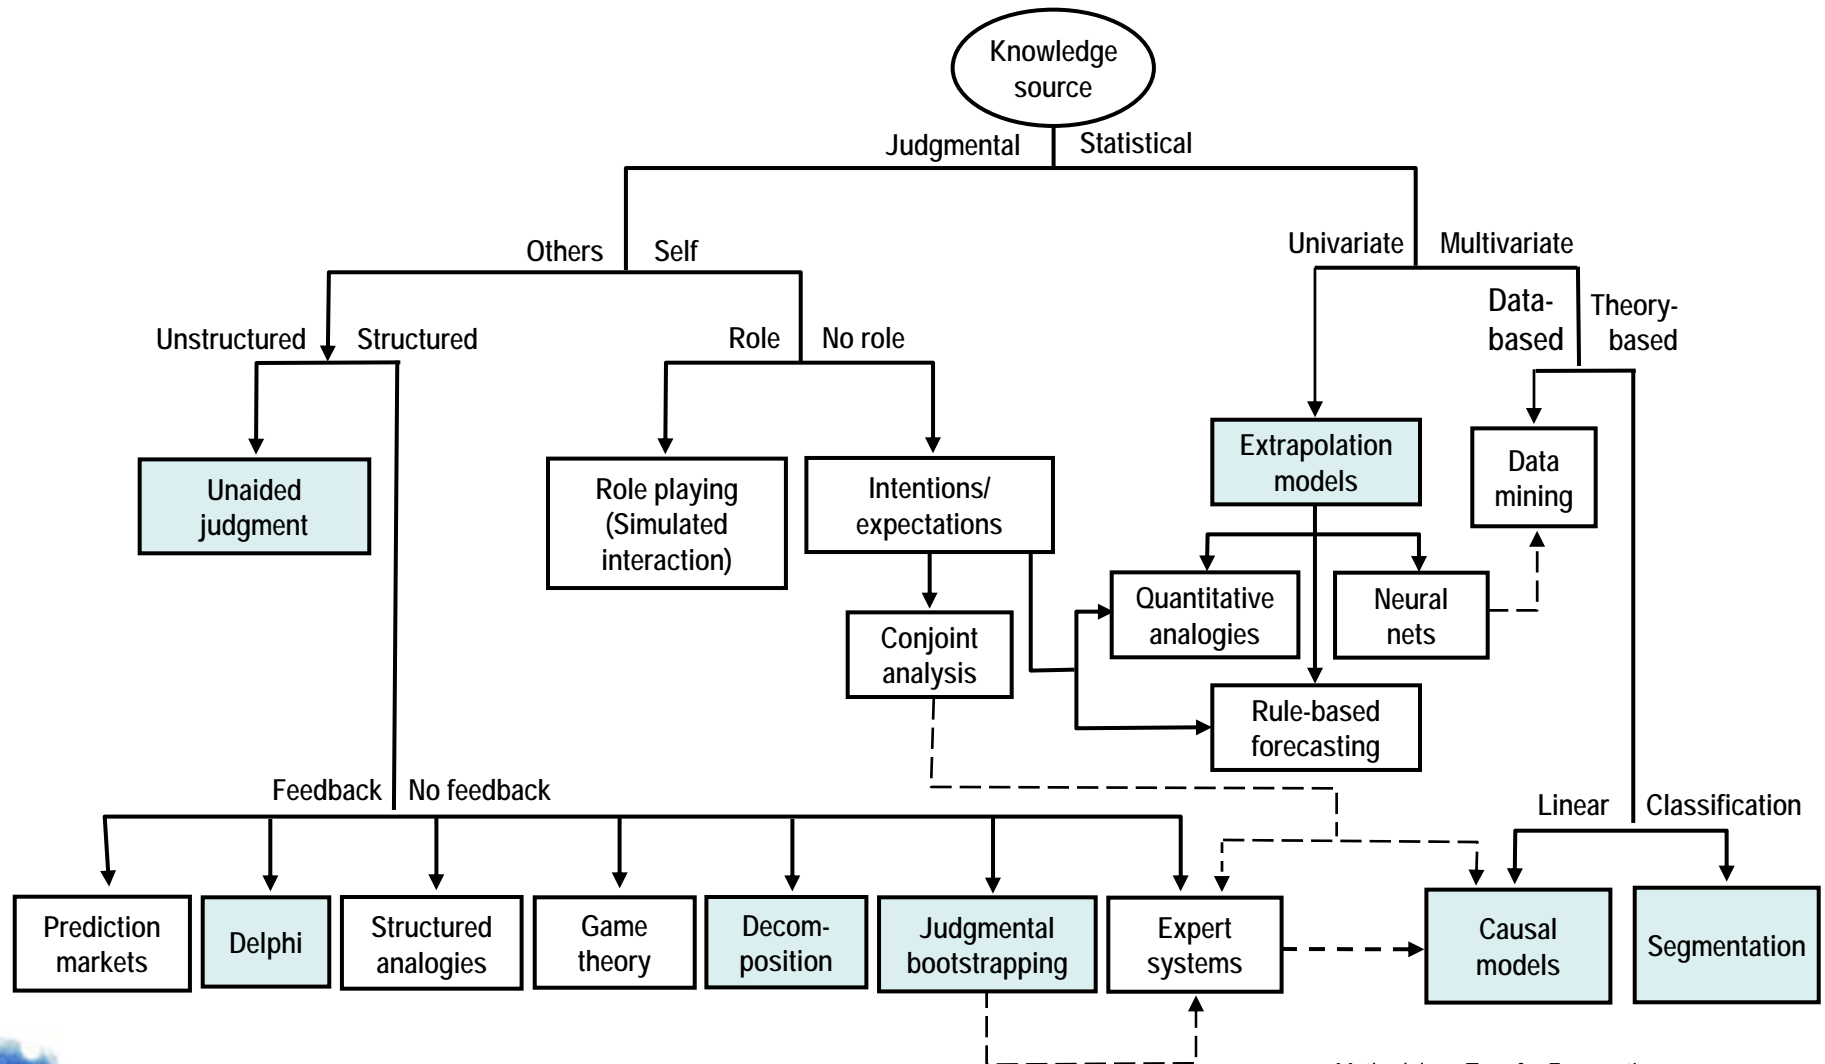 Knowledge
source
Judgmental
Statistical
Others
Self
Univariate
Multivariate
Unstructured
Structured
Role
No role
Data-
based
Theory-
based
Unaided
judgment
Role playing
(Simulated
interaction)
Intentions/
expectations
Extrapolation
models
Data
mining
Conjoint
analysis
Quantitative
analogies
Neural
nets
Rule-based
forecasting
Feedback
No feedback
Linear
Classification
Prediction
markets
Delphi
Structured
analogies
Game
theory
Decom-
position
Judgmental
bootstrapping
Expert
systems
Causal
models
Segmentation